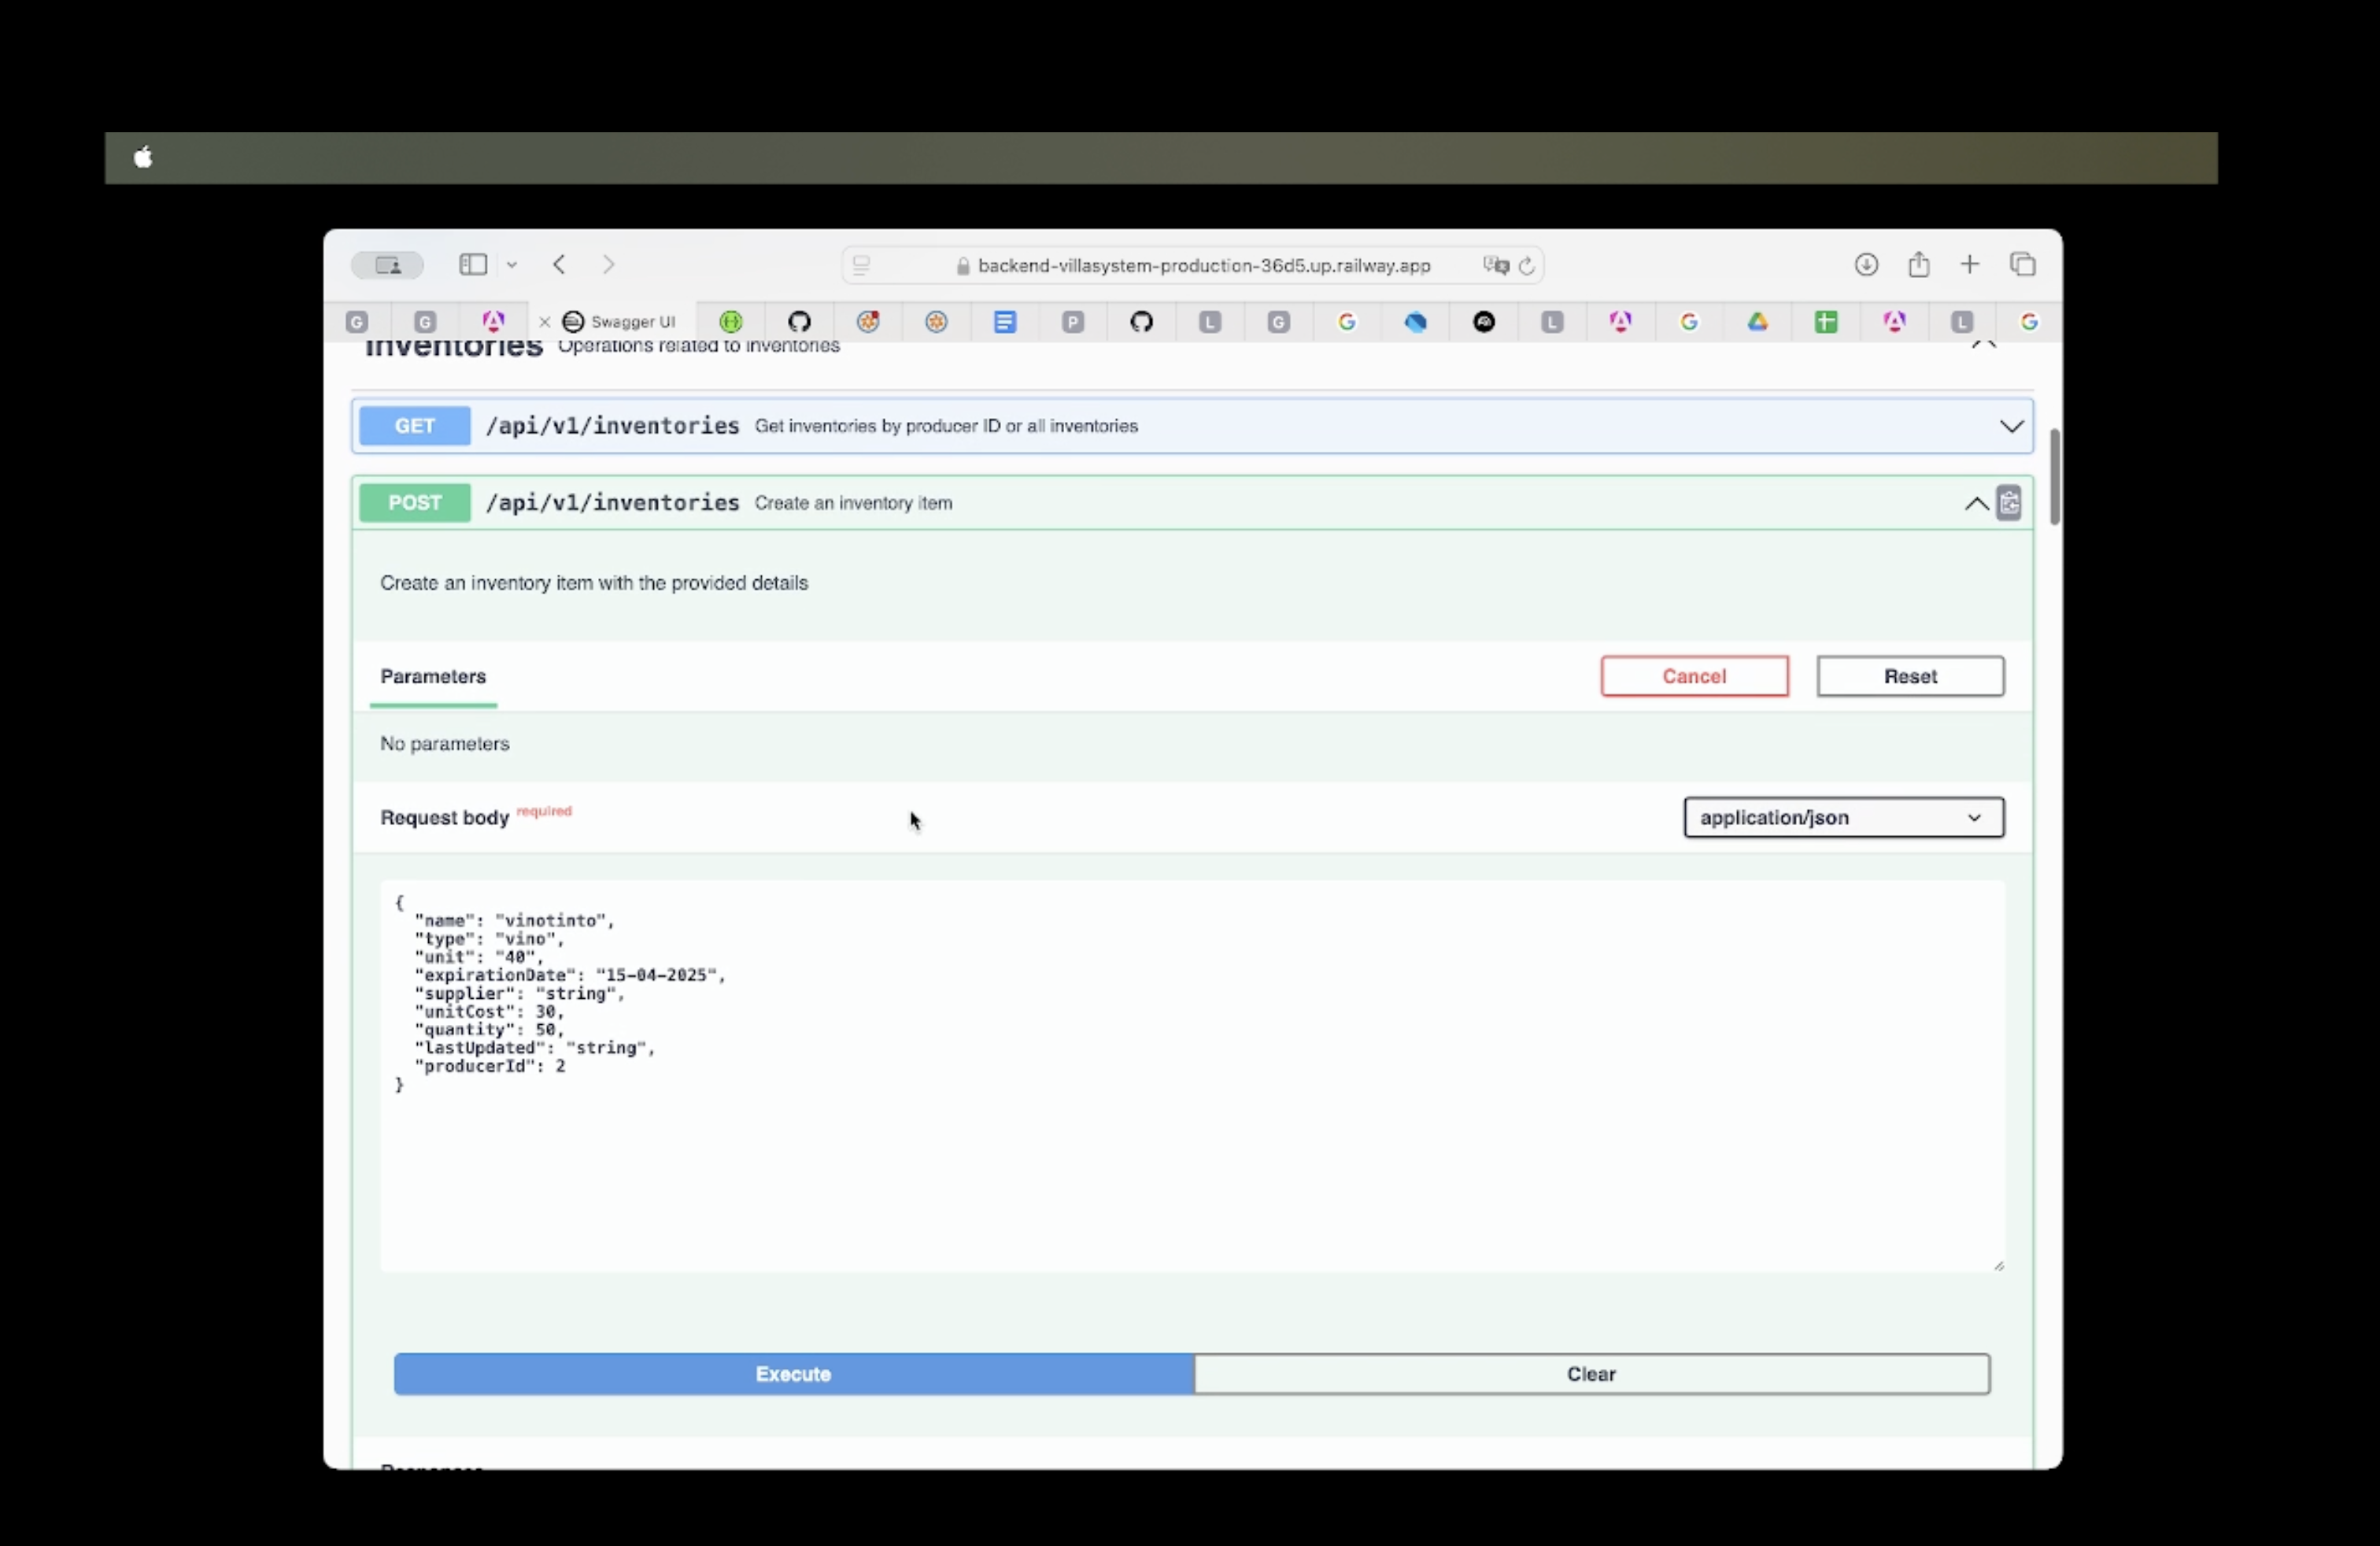 backend-villasystem-production-36d5.up.railway.app
G G Swagger UI P L G G L G L G
Inventories Operations related to inventories
GET /api/v1/inventories Get inventories by producer ID or all inventories
POST /api/v1/inventories Create an inventory item
Create an inventory item with the provided details
Parameters Cancel Reset
No parameters
Request body required application/json
{
"name": "vinotinto",
"type": "vino",
"unit": "40",
"expirationDate": "15-04-2025",
"supplier": "string",
"unitCost": 30,
"quantity": 50,
"lastUpdated": "string",
"producerId": 2
}
Execute Clear
Responses